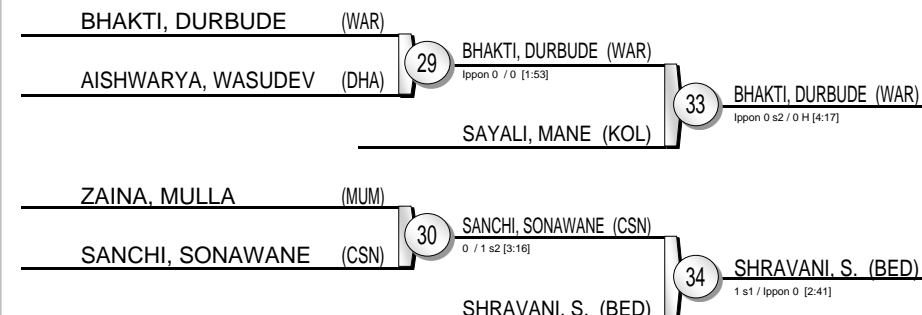 BHAKTI, DURBUDE (WAR)
29
BHAKTI, DURBUDE (WAR)
Ippon 0 / 0 [1:53]
AISHWARYA, WASUDEV (DHA)
33
BHAKTI, DURBUDE (WAR)
Ippon 0 s2 / 0 H [4:17]
SAYALI, MANE (KOL)
ZAINA, MULLA (MUM)
30
SANCHI, SONAWANE (CSN)
0 / 1 s2 [3:16]
SANCHI, SONAWANE (CSN)
34
SHRAVANI, S. (BED)
1 s1 / Ippon 0 [2:41]
SHRAVANI, S. (BED)